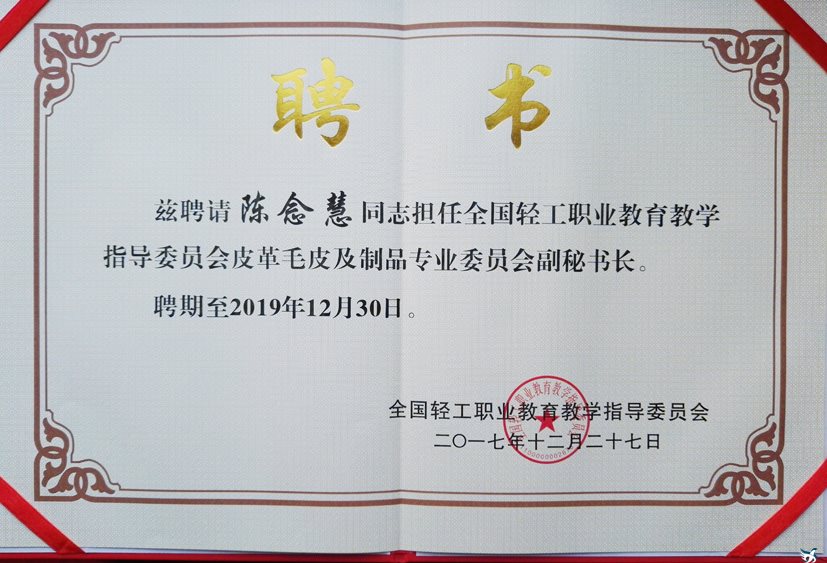 聘 书
兹聘请 陈念慧 同志担任全国轻工职业教育教学
指导委员会皮革毛皮及制品专业委员会副秘书长。
聘期至2019年12月30日。
全国轻工职业教育教学指导委员会
二〇一七年十二月二十七日